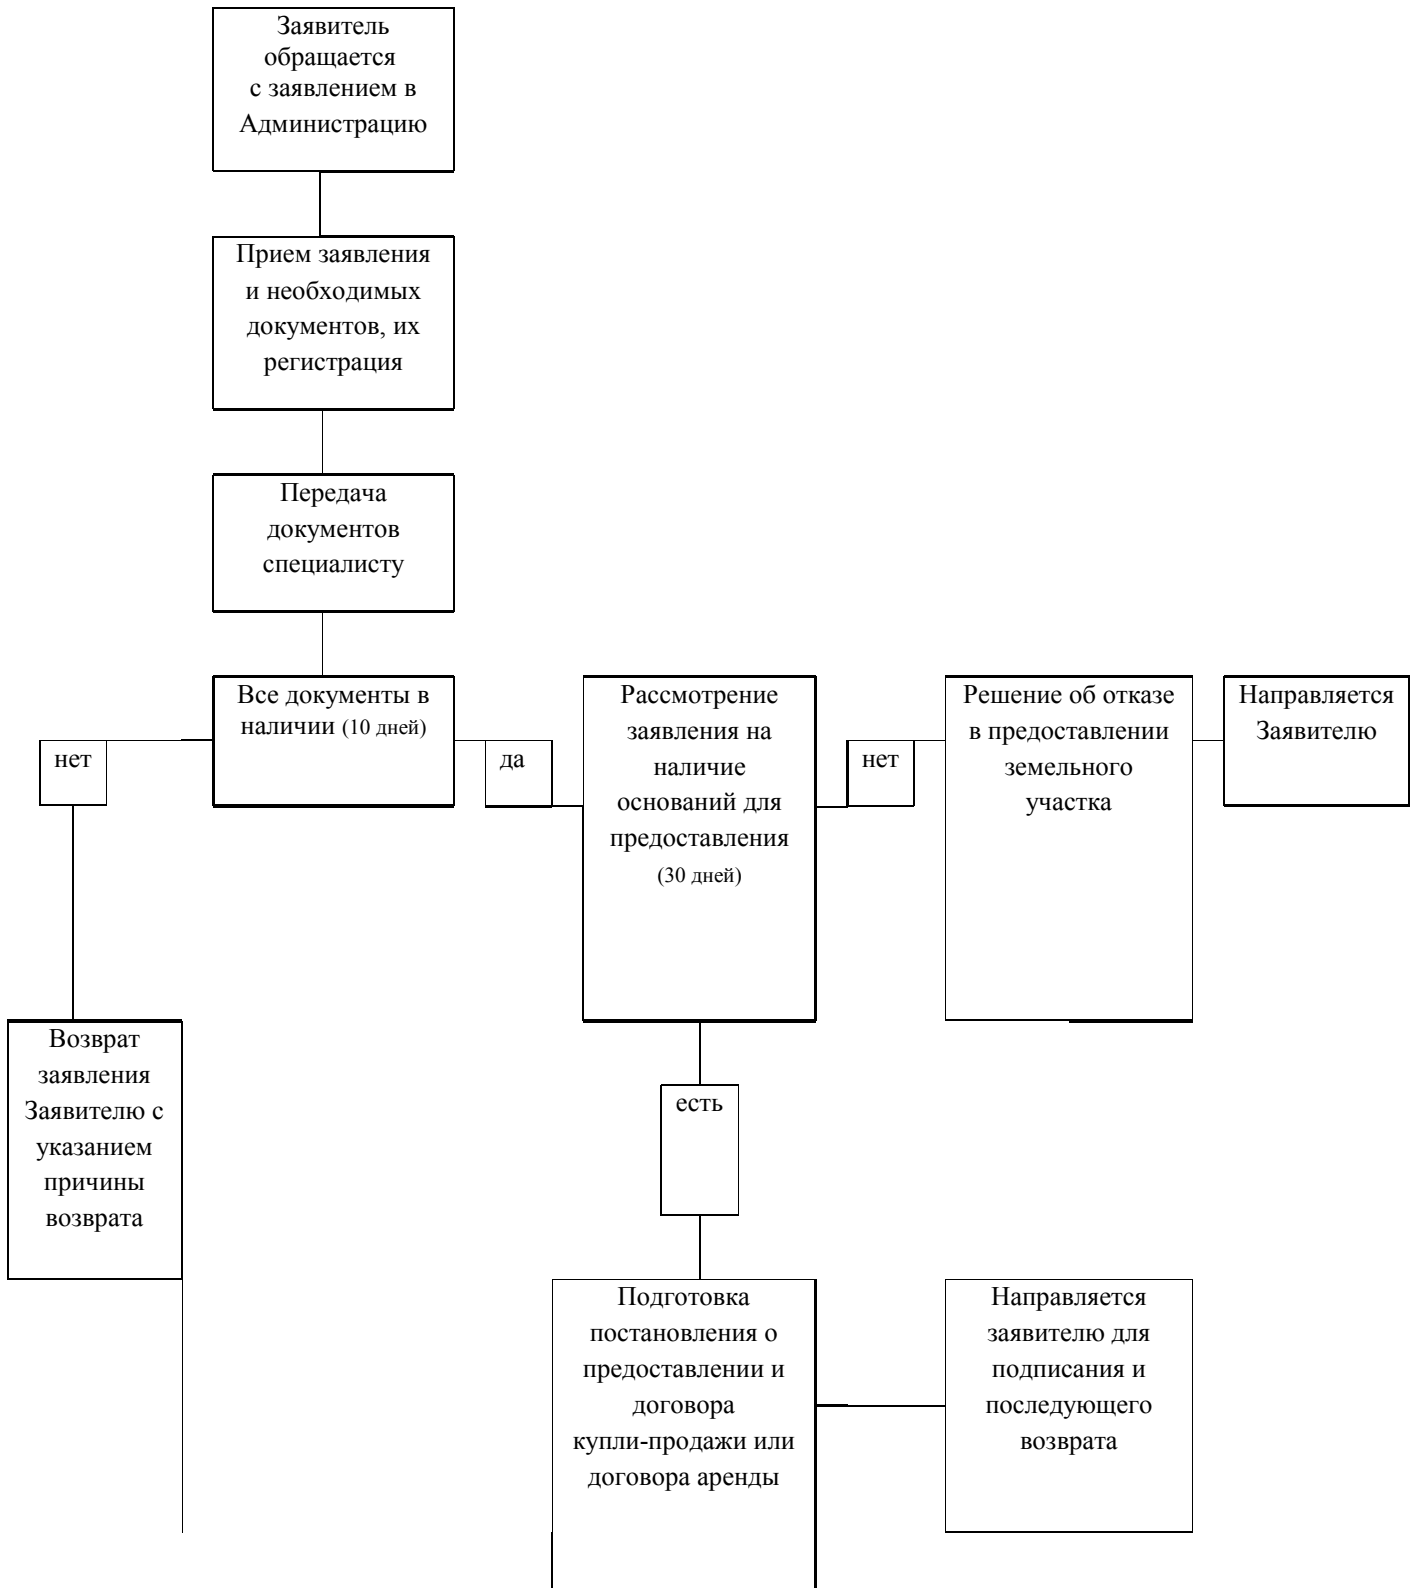 Заявитель
обращается
с заявлением в
Администрацию
Прием заявления
и необходимых
документов, их
регистрация
Передача
документов
специалисту
Все документы в
наличии (10 дней)
нет
да
Рассмотрение
заявления на
наличие
оснований для
предоставления
(30 дней)
нет
Решение об отказе
в предоставлении
земельного
участка
Направляется
Заявителю
Возврат
заявления
Заявителю с
указанием
причины
возврата
есть
Подготовка
постановления о
предоставлении и
договора
купли-продажи или
договора аренды
Направляется
заявителю для
подписания и
последующего
возврата